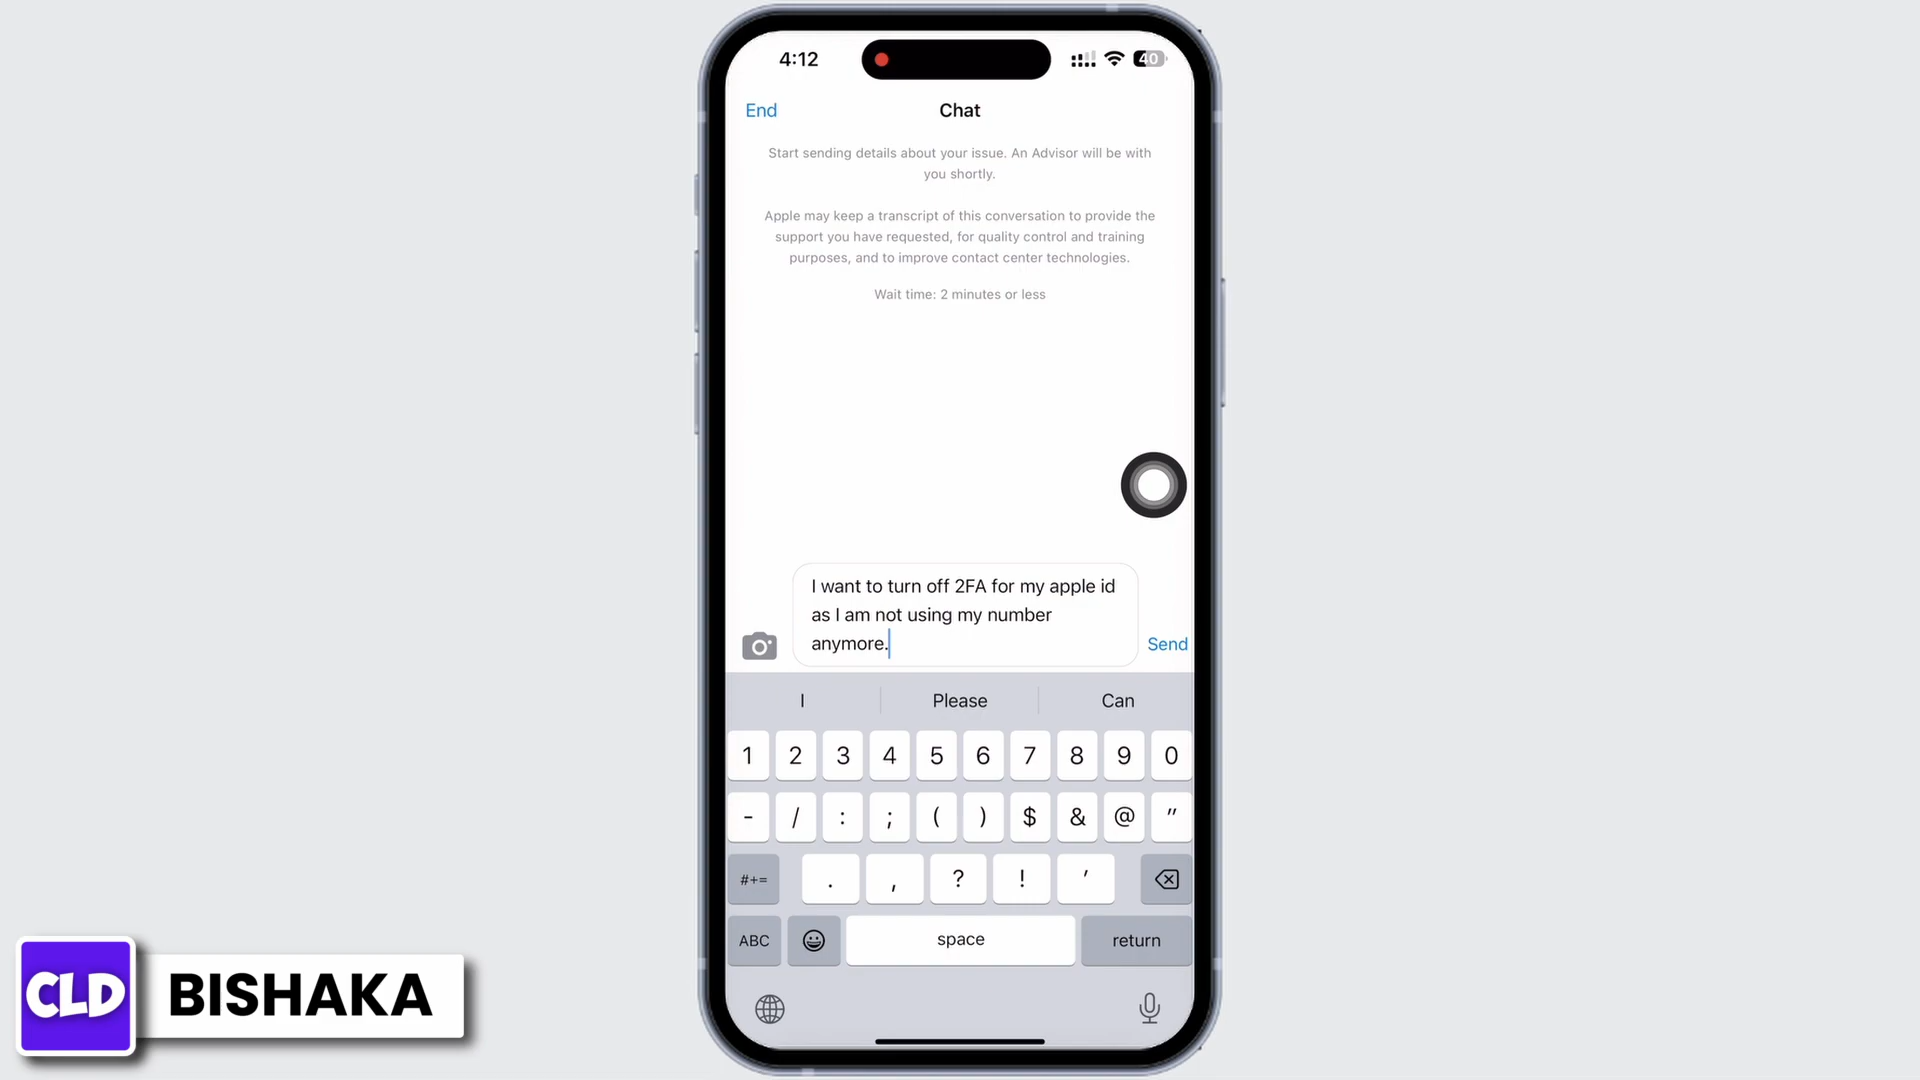 4:12
40
End
Chat
Start sending details about your issue. An Advisor will be with
you shortly.
Apple may keep a transcript of this conversation to provide the
support you have requested, for quality control and training
purposes, and to improve contact center technologies.
Wait time: 2 minutes or less
I want to turn off 2FA for my apple id
as I am not using my number
anymore.
Send
I Please Can
1 2 3 4 5 6 7 8 9 0
- / : ; ( ) $ & @ "
#+= . , ? ! '
ABC space return
CLD BISHAKA